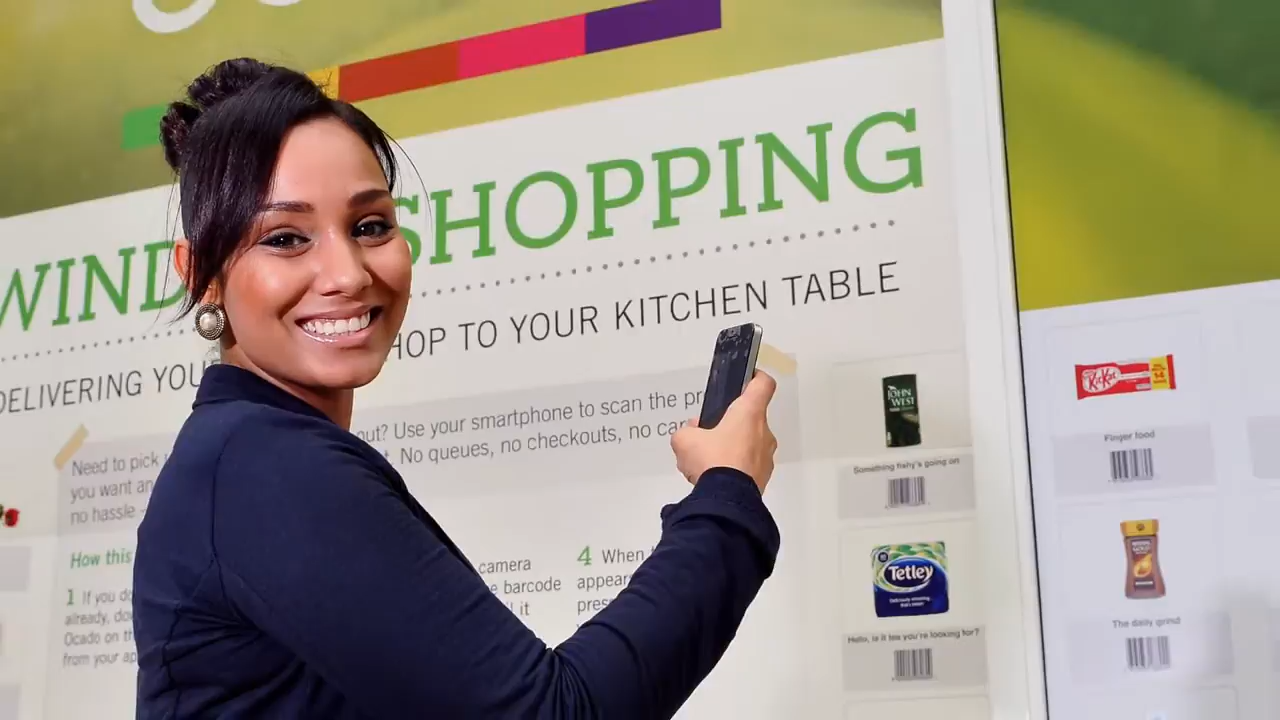 WIND SHOPPING
DELIVERING YOU HOP TO YOUR KITCHEN TABLE
Need to pick
you want an
no hassle
out? Use your smartphone to scan the pr
t. No queues, no checkouts, no car
How this
1 If you do
already, do
Ocado on th
from your ap
camera
e barcode
l it
4 When
appear
pres
JOHN
WEST
Something fishy's going on
Tetley
Hello, is it tea you're looking for?
KitKat
Finger food
The daily grind